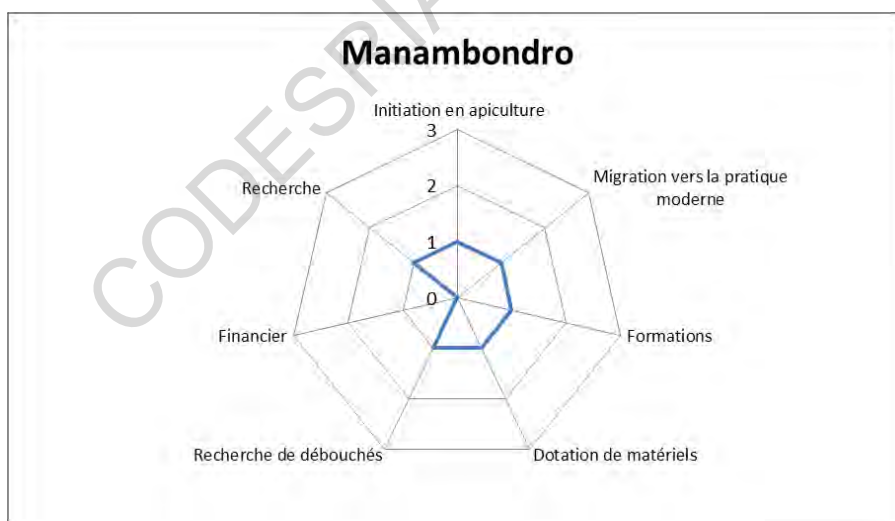 Manambondro
Initiation en apiculture
3
Migration vers la pratique
moderne
Recherche
2
1
0
Financier
Formations
Recherche de débouchés
Dotation de matériels
CODESRIA